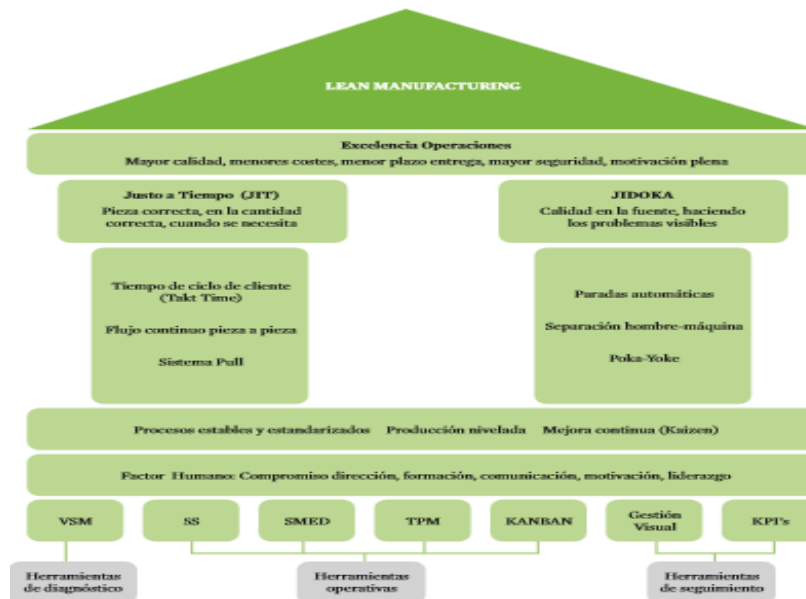 LEAN MANUFACTURING
Excelencia Operaciones
Mayor calidad, menores costes, menor plazo entrega, mayor seguridad, motivación plena
Justo a Tiempo (JIT)
Pieza correcta, en la cantidad
correcta, cuando se necesita
JIDOKA
Calidad en la fuente, haciendo
los problemas visibles
Tiempo de ciclo de cliente
(Takt Time)
Flujo continuo pieza a pieza
Sistema Pull
Paradas automáticas
Separación hombre-máquina
Poka-Yoke
Procesos estables y estandarizados Producción nivelada Mejora continua (Kaizen)
Factor Humano: Compromiso dirección, formación, comunicación, motivación, liderazgo
VSM
SS
SMED
TPM
KANBAN
Gestión
Visual
KPI's
Herramientas
de diagnóstico
Herramientas
operativas
Herramientas
de seguimiento